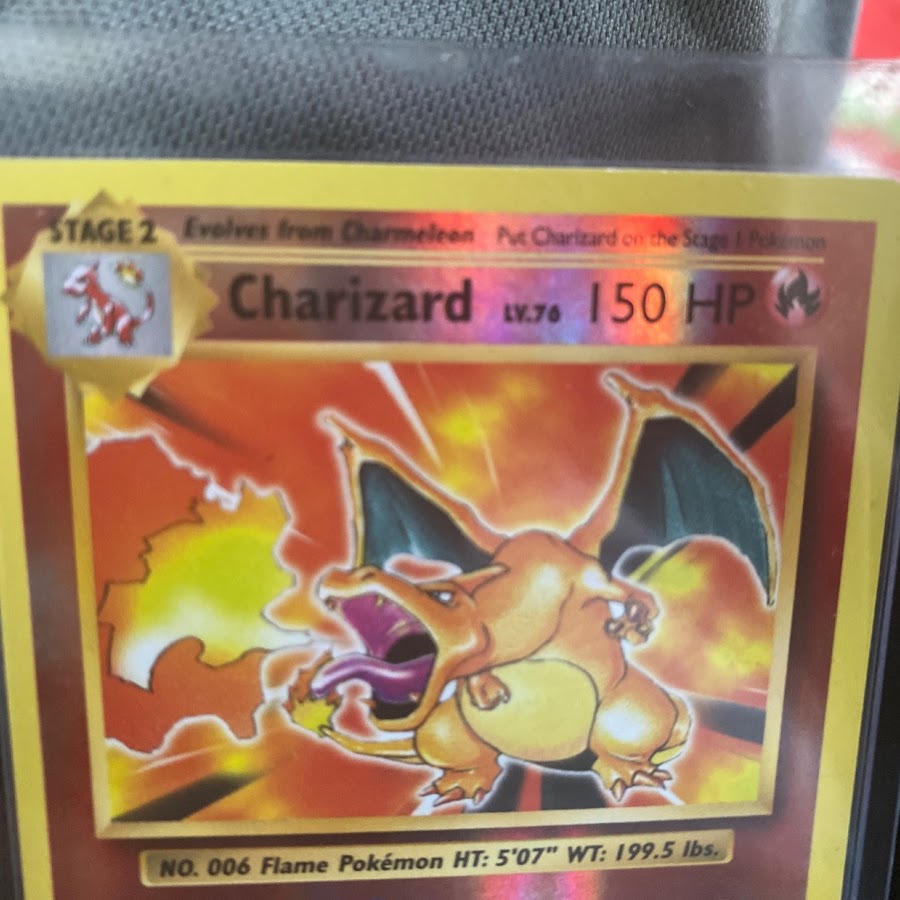 STAGE 2 Evolves from Charmeleon Put Charizard on the Stage 1 Pokémon
Charizard LV.76 150 HP
NO. 006 Flame Pokémon HT: 5'07" WT: 199.5 lbs.